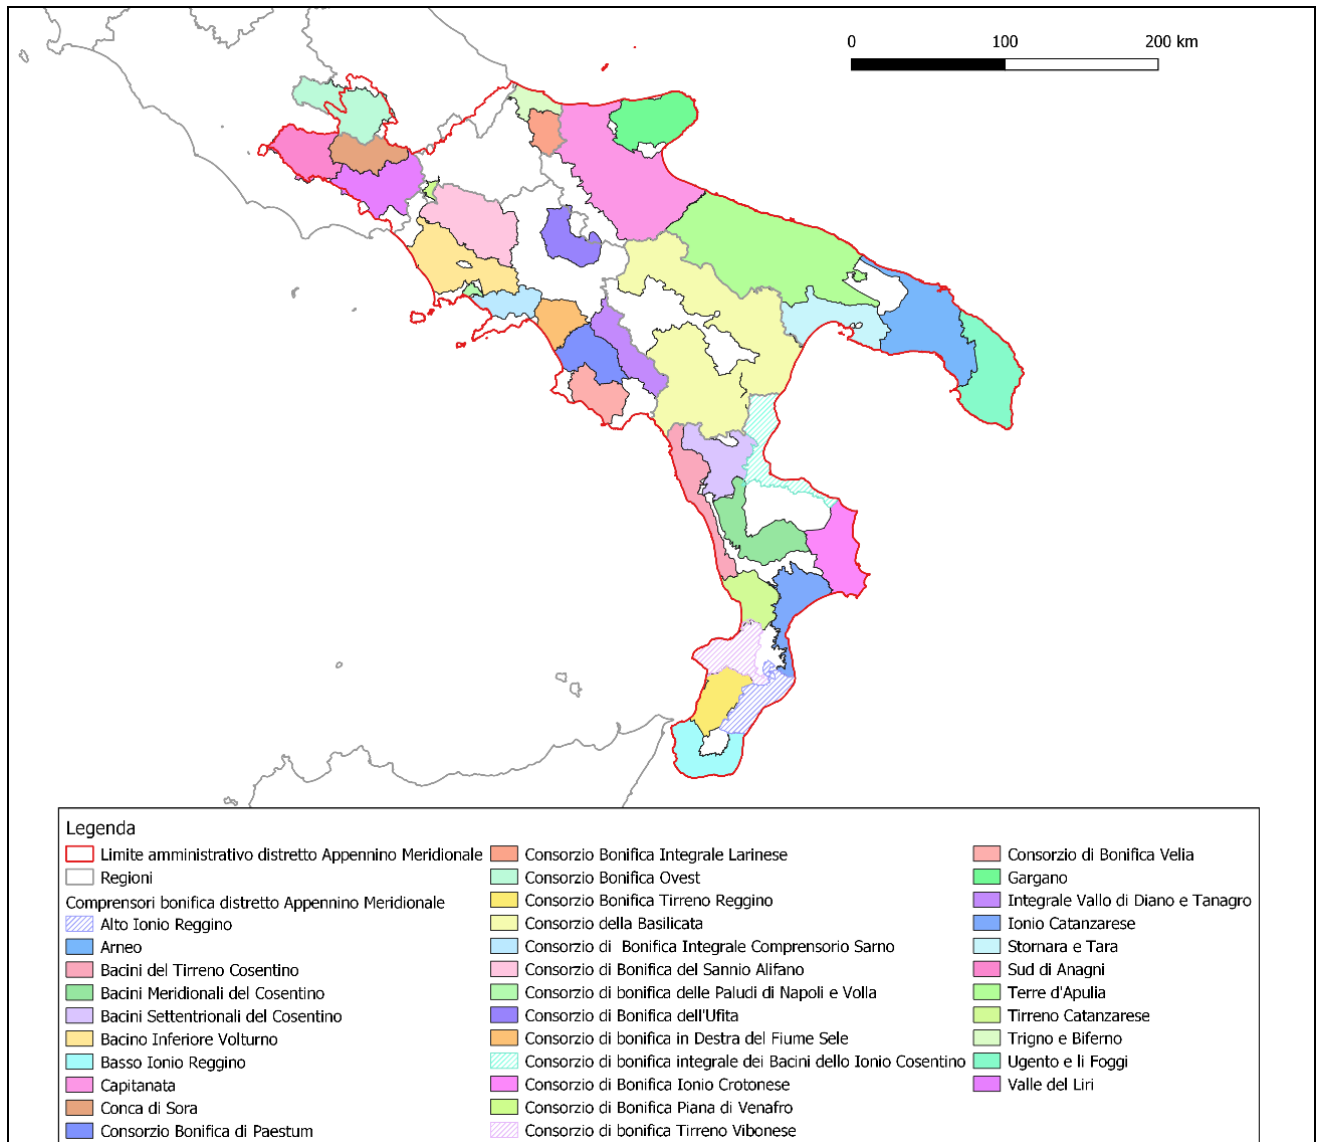 0 100 200 km
Legenda
Limite amministrativo distretto Appennino Meridionale
Regioni
Comprensori bonifica distretto Appennino Meridionale
Alto Ionio Reggino
Arneo
Bacini del Tirreno Cosentino
Bacini Meridionali del Cosentino
Bacini Settentrionali del Cosentino
Bacino Inferiore Volturno
Basso Ionio Reggino
Capitanata
Conca di Sora
Consorzio Bonifica di Paestum
Consorzio Bonifica Integrale Larinese
Consorzio Bonifica Ovest
Consorzio Bonifica Tirreno Reggino
Consorzio della Basilicata
Consorzio di  Bonifica Integrale Comprensorio Sarno
Consorzio di Bonifica del Sannio Alifano
Consorzio di bonifica delle Paludi di Napoli e Volla
Consorzio di Bonifica dell'Ufita
Consorzio di bonifica in Destra del Fiume Sele
Consorzio di bonifica integrale dei Bacini dello Ionio Cosentino
Consorzio di Bonifica Ionio Crotonese
Consorzio di Bonifica Piana di Venafro
Consorzio di bonifica Tirreno Vibonese
Consorzio di Bonifica Velia
Gargano
Integrale Vallo di Diano e Tanagro
Ionio Catanzarese
Stornara e Tara
Sud di Anagni
Terre d'Apulia
Tirreno Catanzarese
Trigno e Biferno
Ugento e li Foggi
Valle del Liri